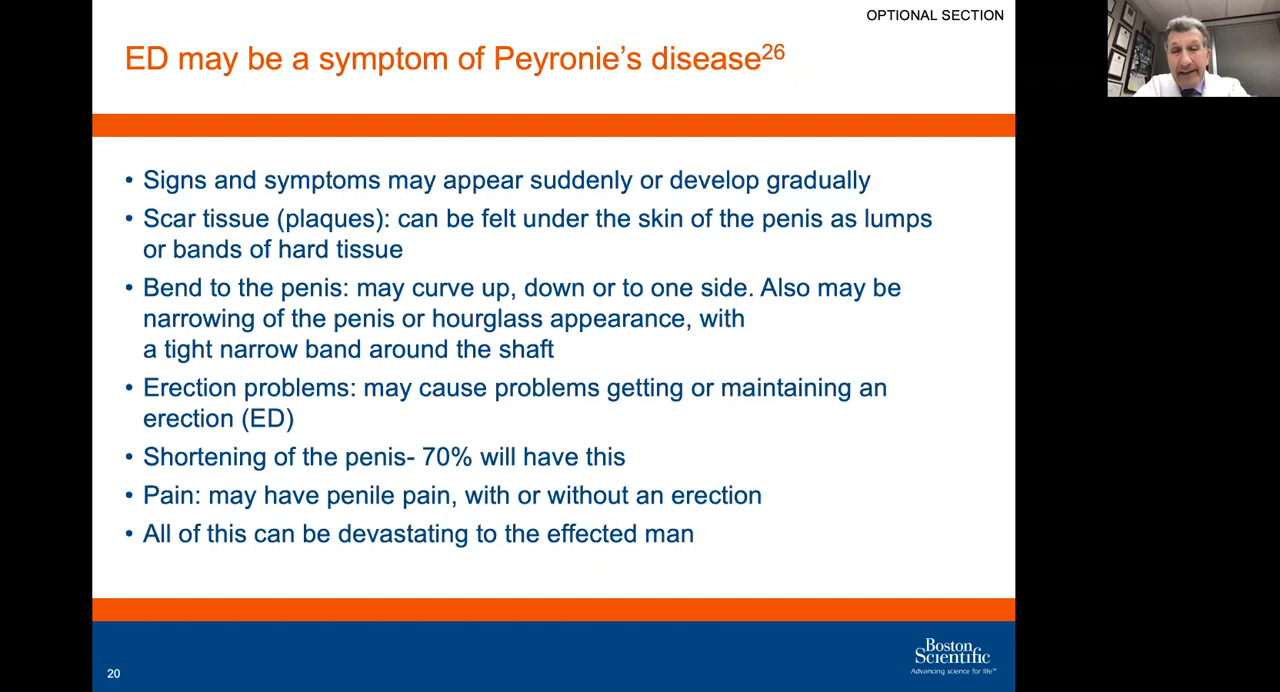 OPTIONAL SECTION
ED may be a symptom of Peyronie's disease26
• Signs and symptoms may appear suddenly or develop gradually
• Scar tissue (plaques): can be felt under the skin of the penis as lumps
or bands of hard tissue
• Bend to the penis: may curve up, down or to one side. Also may be
narrowing of the penis or hourglass appearance, with
a tight narrow band around the shaft
• Erection problems: may cause problems getting or maintaining an
erection (ED)
• Shortening of the penis- 70% will have this
• Pain: may have penile pain, with or without an erection
• All of this can be devastating to the effected man
20
Boston
Scientific
Advancing science for life™